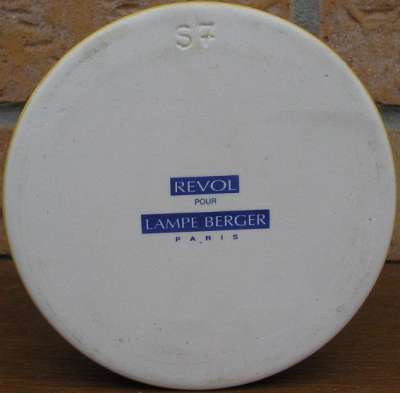 S7
REVOL
POUR
LAMPE BERGER
PARIS